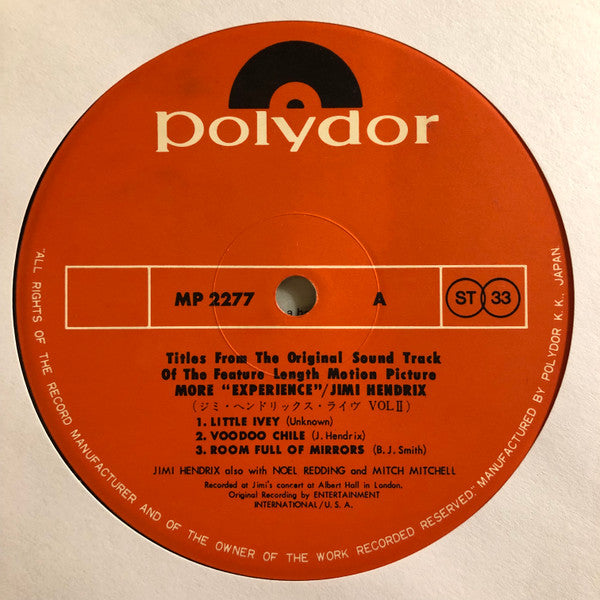 polydor
MP 2277 A ST 33
Titles From The Original Sound Track
Of The Feature Length Motion Picture
MORE "EXPERIENCE"/JIMI HENDRIX
(ジミ・ヘンドリックス・ライヴ VOLⅡ)
1. LITTLE IVEY (Unknown)
2. VOODOO CHILE (J. Hendrix)
3. ROOM FULL OF MIRRORS (B. J. Smith)
JIMI HENDRIX also with NOEL REDDING and MITCH MITCHELL
Recorded at Jimi's concert at Albert Hall in London.
Original Recording by ENTERTAINMENT
INTERNATIONAL/U. S. A.
"ALL RIGHTS OF THE RECORD MANUFACTURER AND OF THE OWNER OF THE WORK RECORDED RESERVED." MANUFACTURED BY POLYDOR K. K., JAPAN.